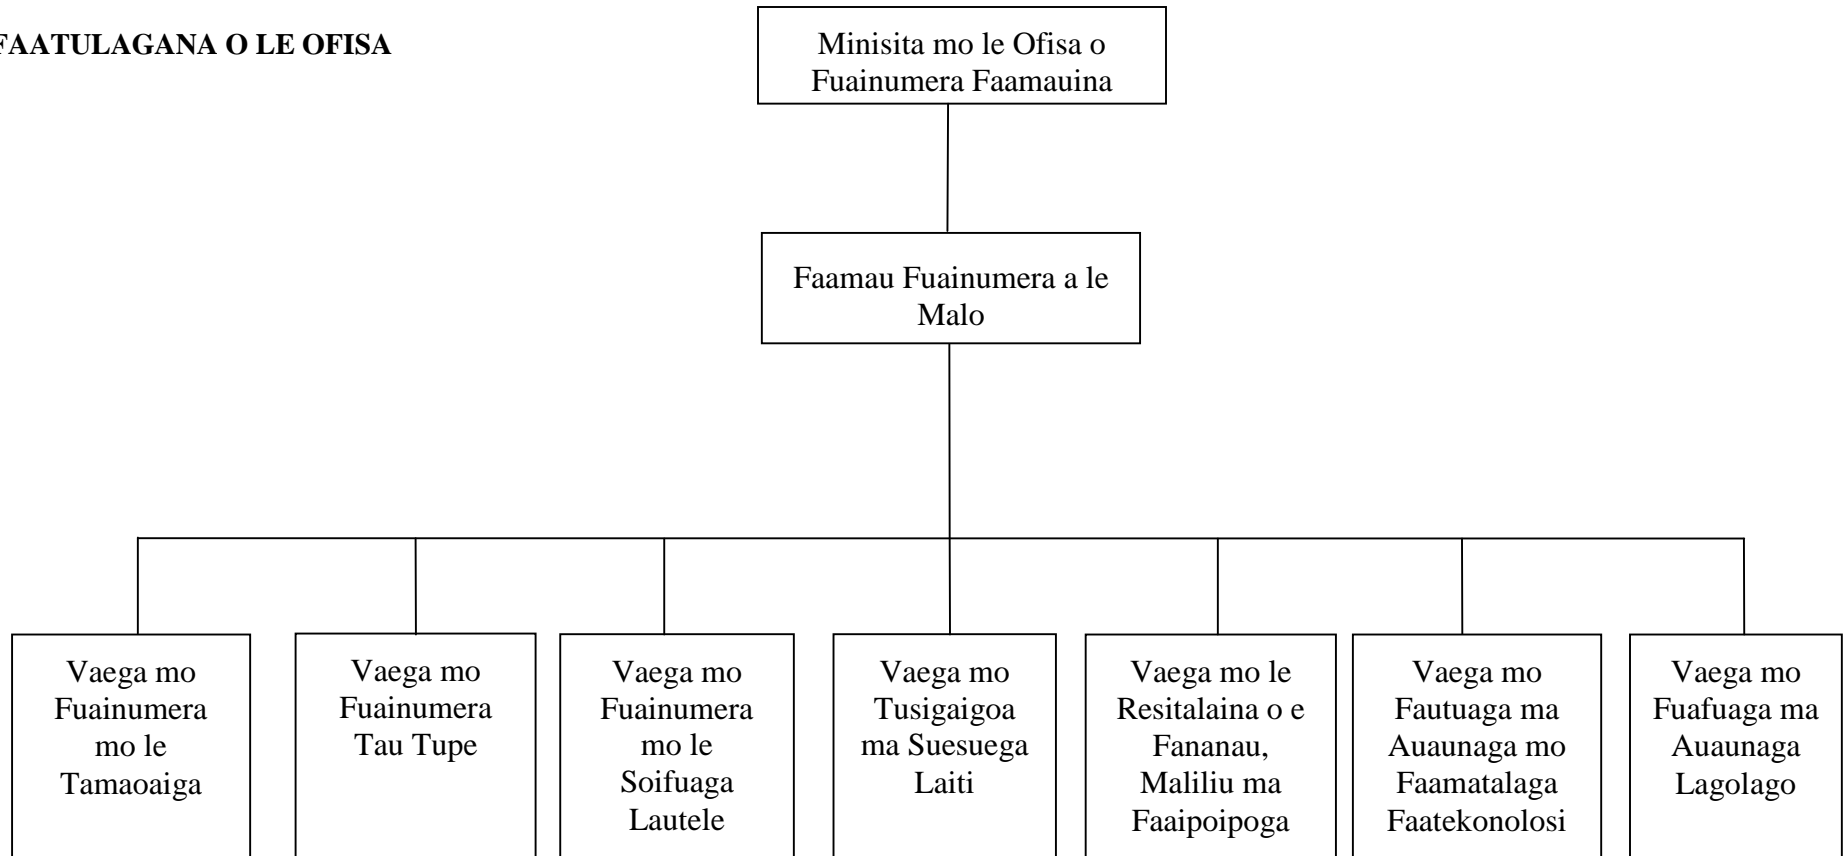 FAATULAGANA O LE OFISA
Minisita mo le Ofisa o
Fuainumera Faamauina
Faamau Fuainumera a le
Malo
Vaega mo
Fuainumera
mo le
Tamaoaiga
Vaega mo
Fuainumera
Tau Tupe
Vaega mo
Fuainumera
mo le
Soifuaga
Lautele
Vaega mo
Tusigaigoa
ma Suesuega
Laiti
Vaega mo le
Resitalaina o e
Fananau,
Maliliu ma
Faaipoipoga
Vaega mo
Fautuaga ma
Auaunaga mo
Faamatalaga
Faatekonolosi
Vaega mo
Fuafuaga ma
Auaunaga
Lagolago